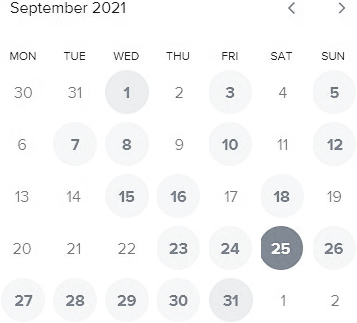 September 2021
MON TUE WED THU FRI SAT SUN
30 31 1 2 3 4 5
6 7 8 9 10 11 12
13 14 15 16 17 18 19
20 21 22 23 24 25 26
27 28 29 30 31 1 2